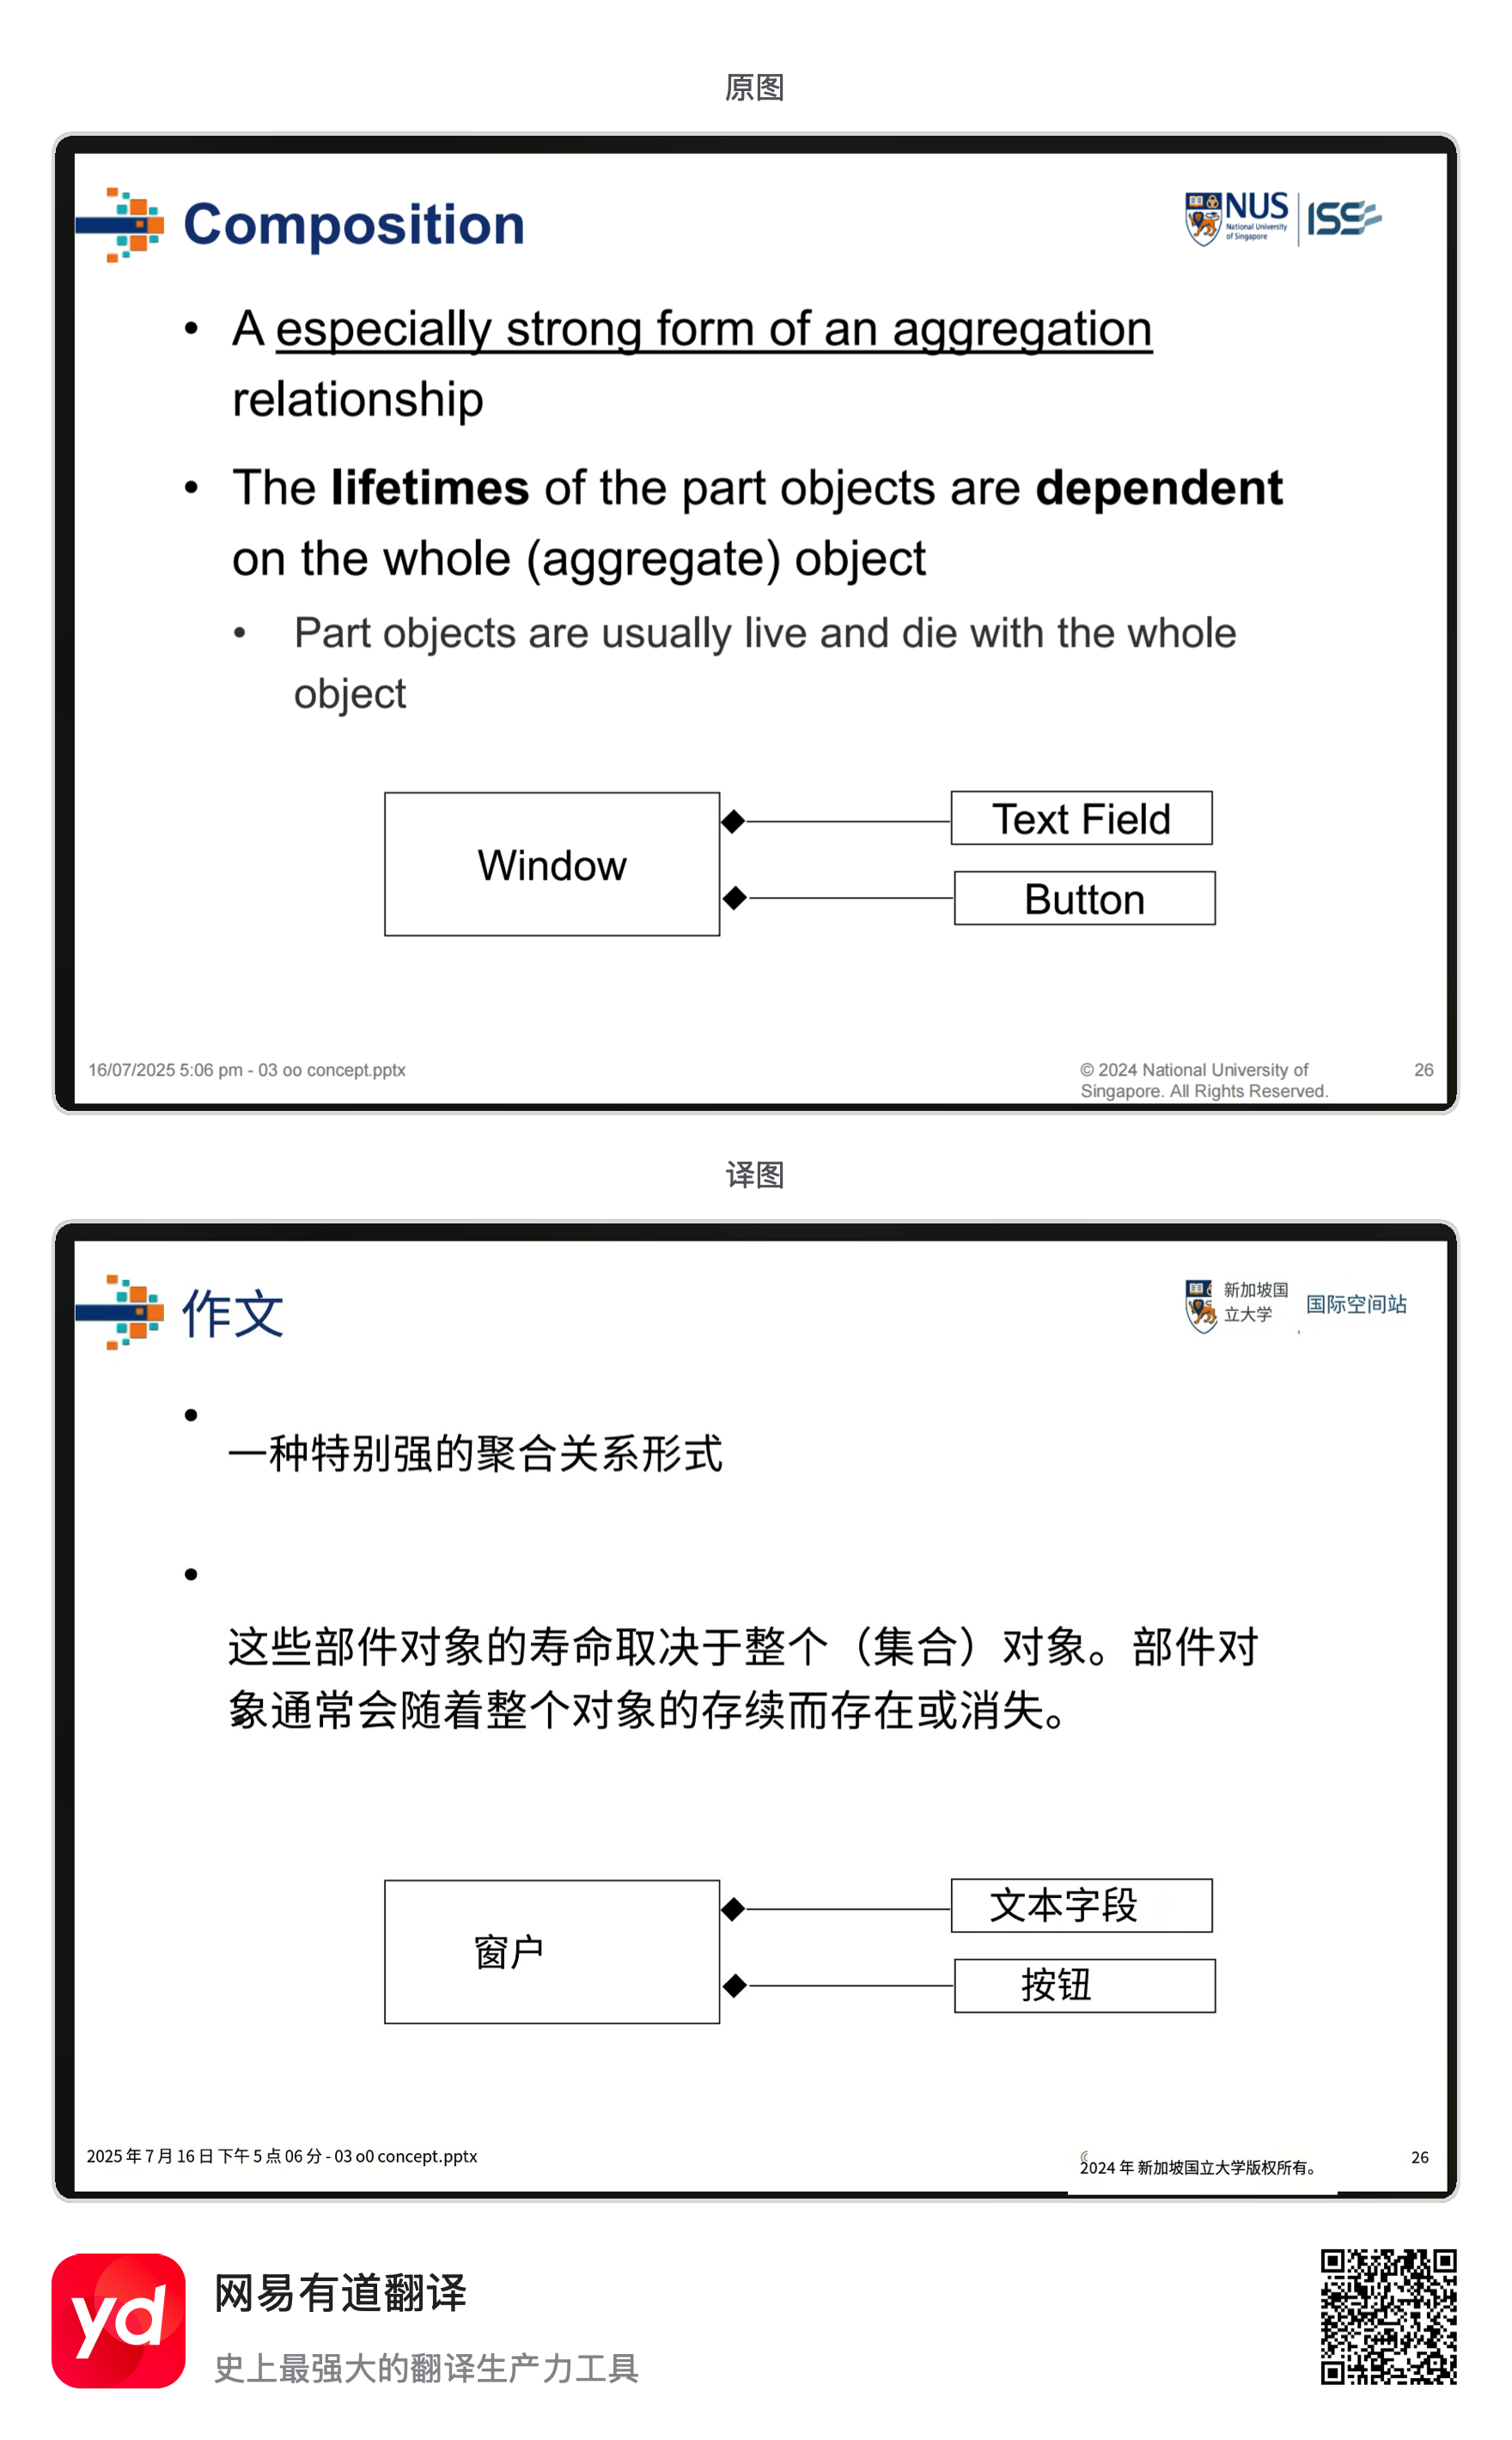 原图
Composition
NUS
National University
of Singapore
ISS
• A especially strong form of an aggregation
relationship
• The lifetimes of the part objects are dependent
on the whole (aggregate) object
• Part objects are usually live and die with the whole
object
Window
Text Field
Button
16/07/2025 5:06 pm - 03 oo concept.pptx
© 2024 National University of
Singapore. All Rights Reserved.
26
译图
作文
新加坡国
立大学
国际空间站
•
一种特别强的聚合关系形式
•
这些部件对象的寿命取决于整个（集合）对象。部件对
象通常会随着整个对象的存续而存在或消失。
窗户
文本字段
按钮
2025 年 7 月 16 日 下午 5 点 06 分 - 03 o0 concept.pptx
2024 年 新加坡国立大学版权所有。
26
yd
网易有道翻译
史上最强大的翻译生产力工具